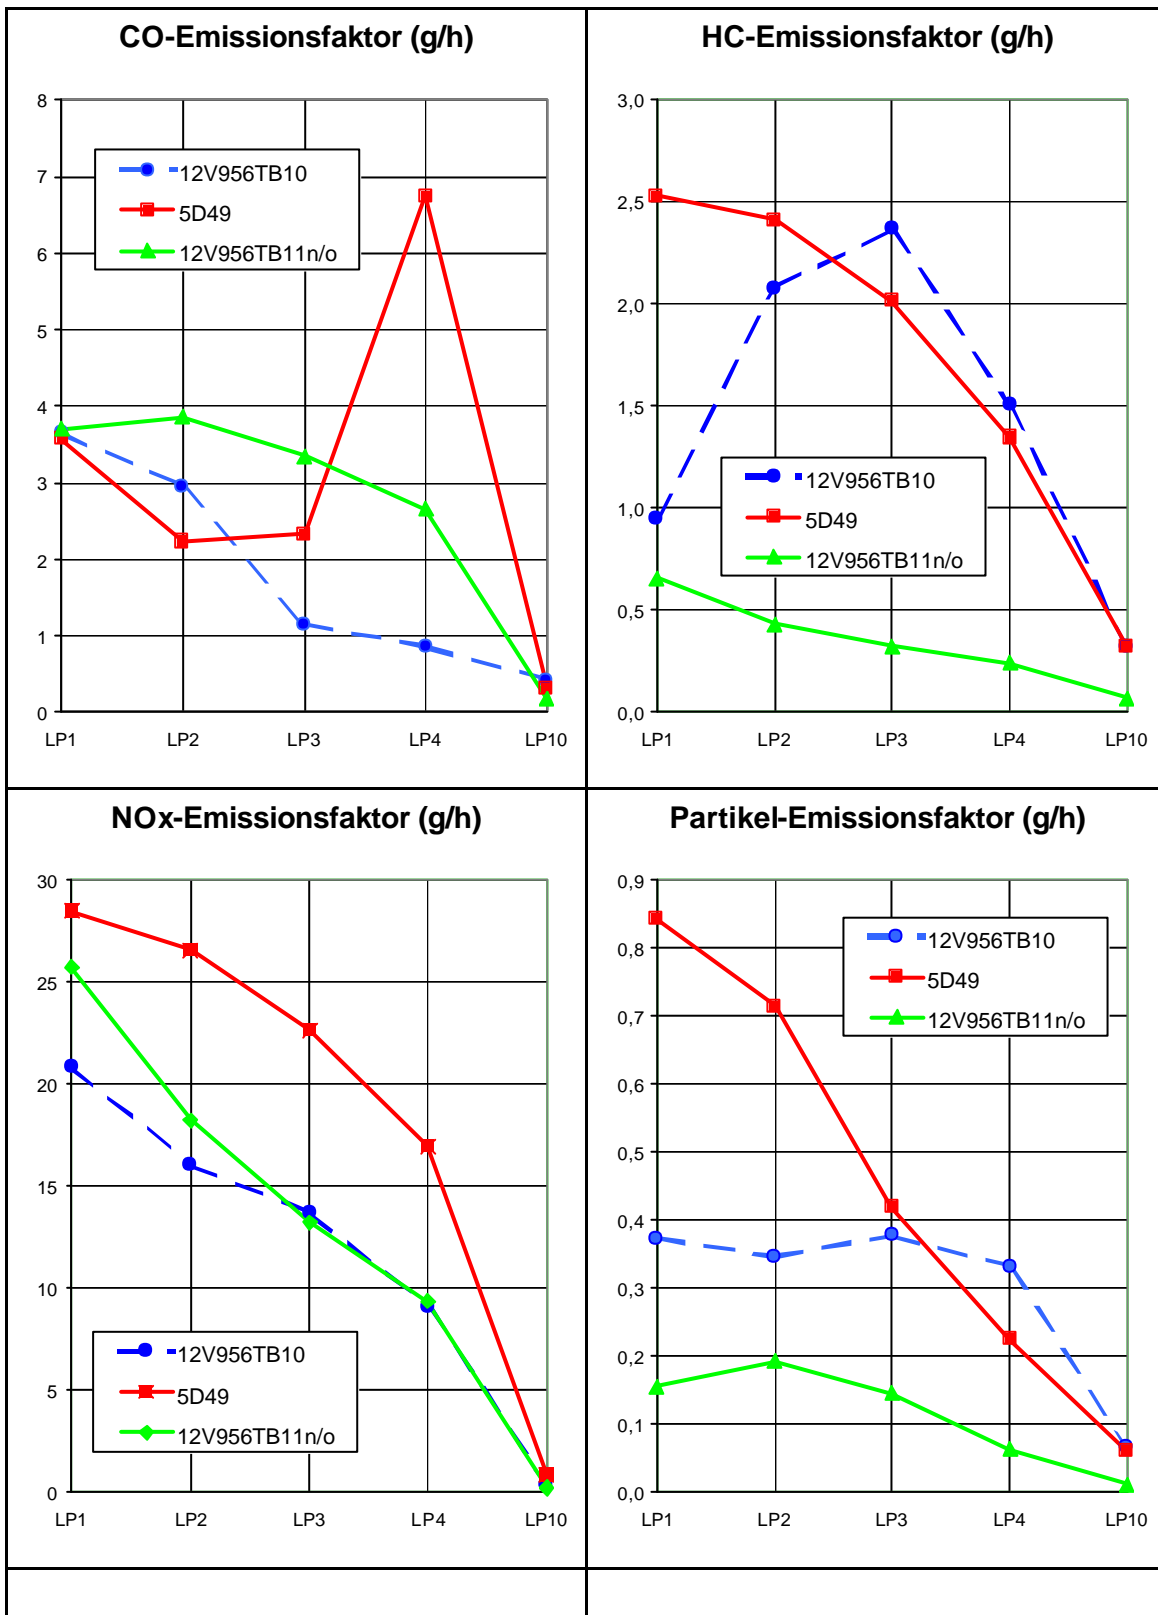 CO-Emissionsfaktor (g/h)
8
7
6
5
4
3
2
1
0
12V956TB10
5D49
12V956TB11n/o
LP1 LP2 LP3 LP4 LP10
HC-Emissionsfaktor (g/h)
3,0
2,5
2,0
1,5
1,0
0,5
0,0
12V956TB10
5D49
12V956TB11n/o
LP1 LP2 LP3 LP4 LP10
NOx-Emissionsfaktor (g/h)
30
25
20
15
10
5
0
12V956TB10
5D49
12V956TB11n/o
LP1 LP2 LP3 LP4 LP10
Partikel-Emissionsfaktor (g/h)
0,9
0,8
0,7
0,6
0,5
0,4
0,3
0,2
0,1
0,0
12V956TB10
5D49
12V956TB11n/o
LP1 LP2 LP3 LP4 LP10